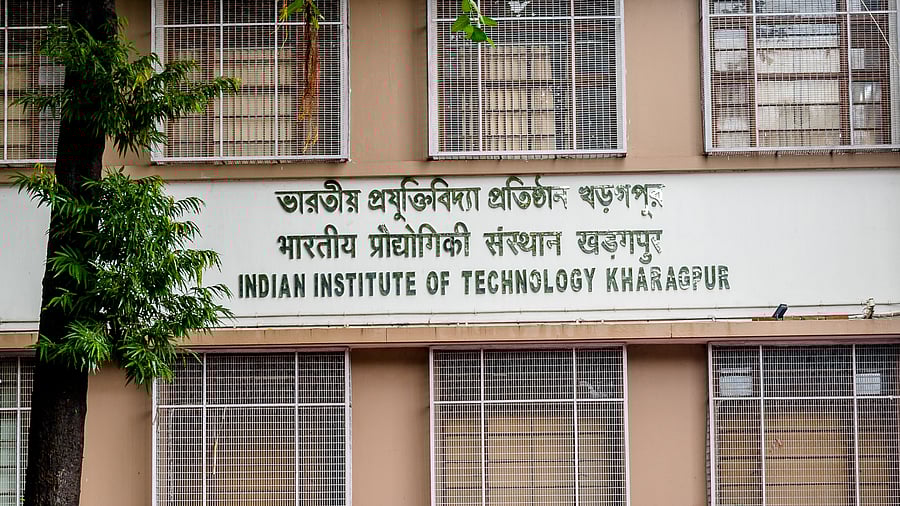 ভারতীয় প্রযুক্তিবিদ্যা প্রতিষ্ঠান খড়গপুর
भारतीय प्रौद्योगिकी संस्थान खड़गपुर
INDIAN INSTITUTE OF TECHNOLOGY KHARAGPUR